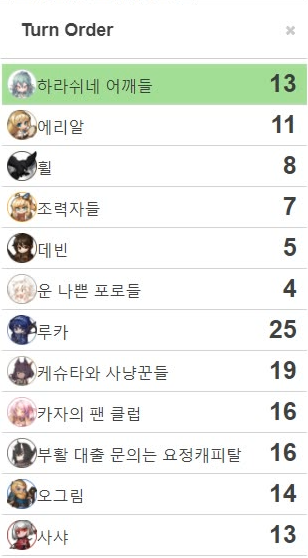 Turn Order ×
하라쉬네 어깨들 13
에리알 11
휠 8
조력자들 7
데빈 5
운 나쁜 포로들 4
루카 25
케슈타와 사냥꾼들 19
카자의 팬 클럽 16
부활 대출 문의는 요정캐피탈 16
오그림 14
사샤 13